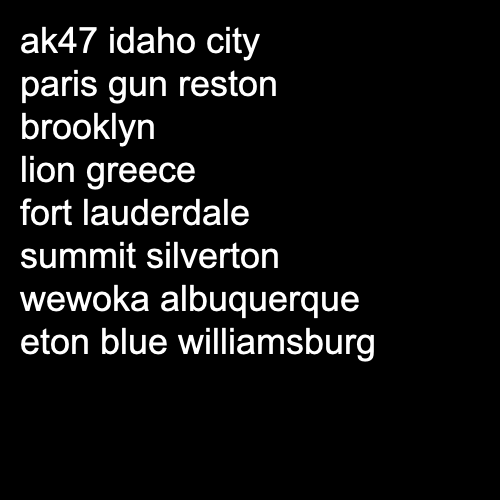 ak47 idaho city
paris gun reston
brooklyn
lion greece
fort lauderdale
summit silverton
wewoka albuquerque
eton blue williamsburg